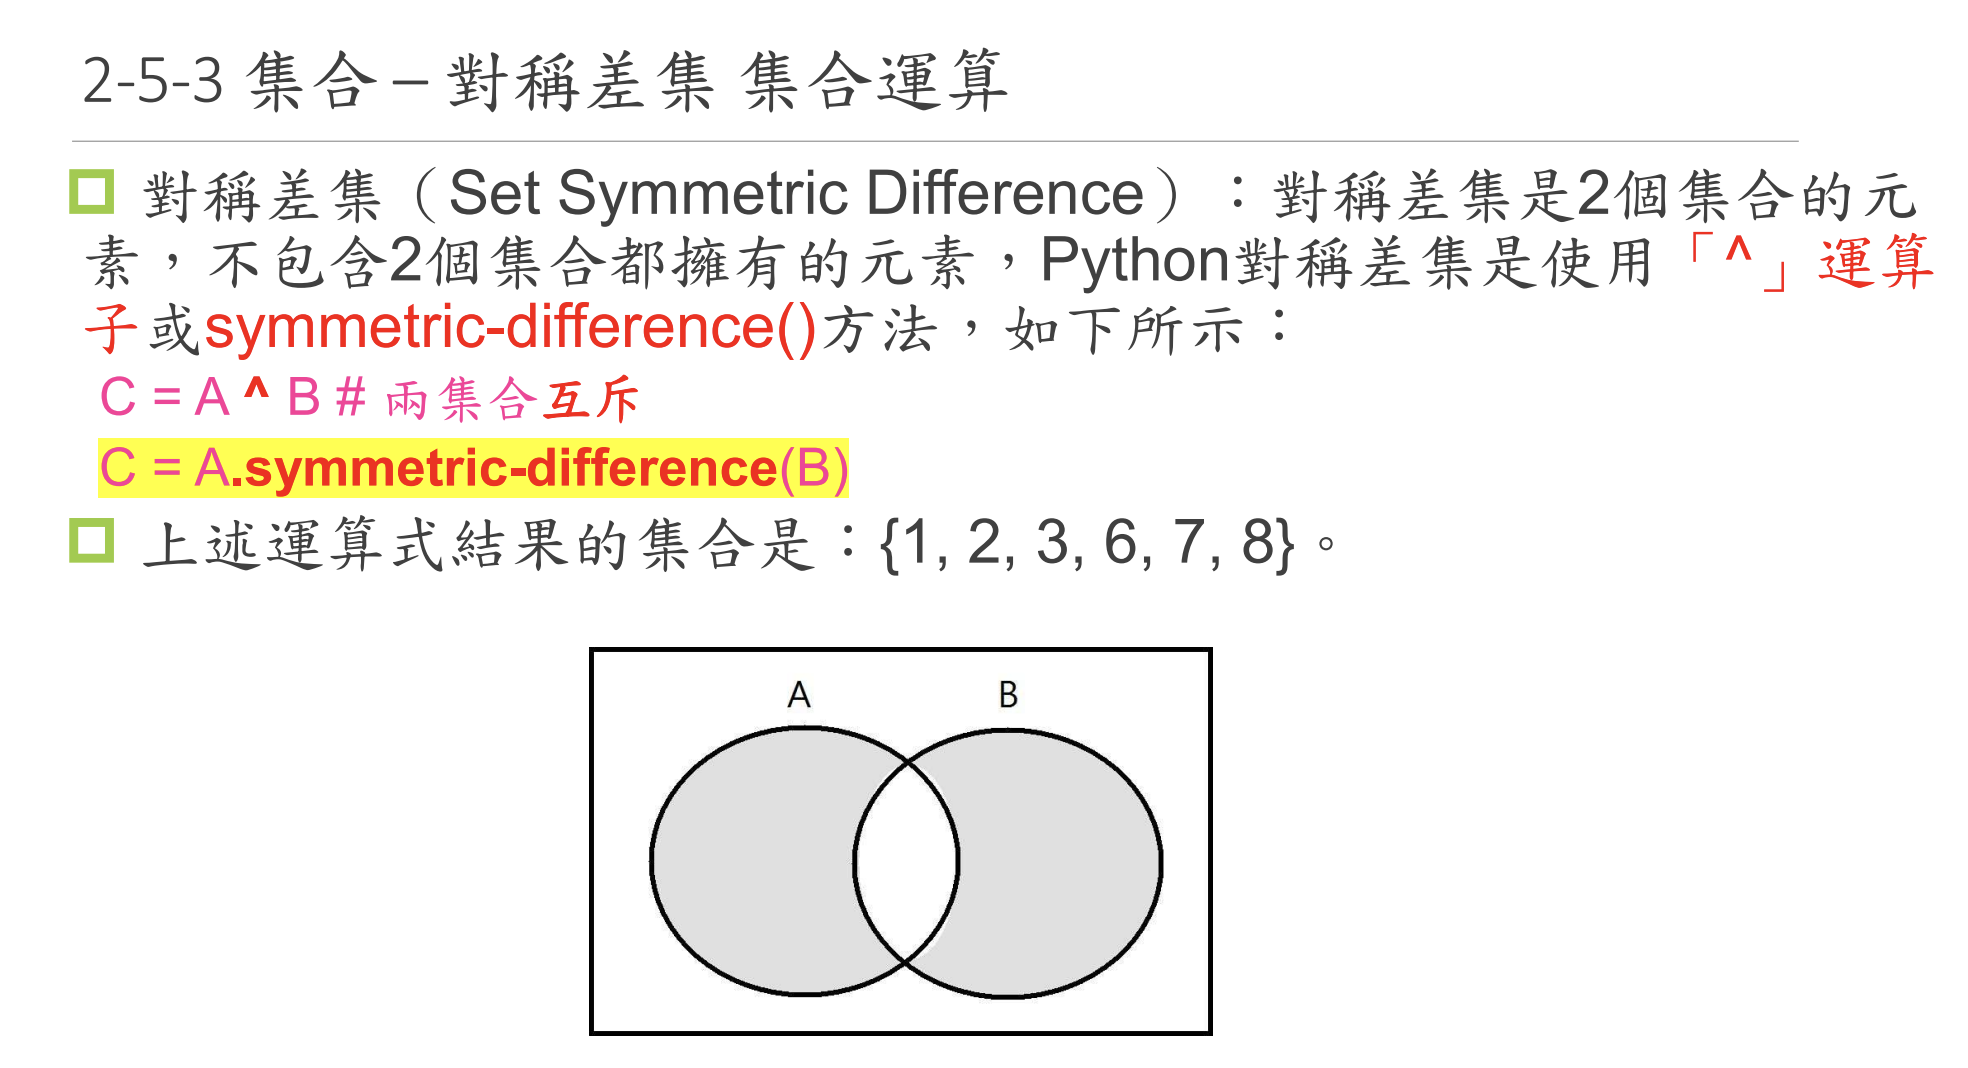 2-5-3 集合 – 對稱差集 集合運算
對稱差集（Set Symmetric Difference）：對稱差集是2個集合的元
素，不包含2個集合都擁有的元素，Python對稱差集是使用「^」運算
子或symmetric-difference()方法，如下所示：
C = A ^ B # 兩集合互斥
C = A.symmetric-difference(B)
上述運算式結果的集合是：{1, 2, 3, 6, 7, 8}。
A B